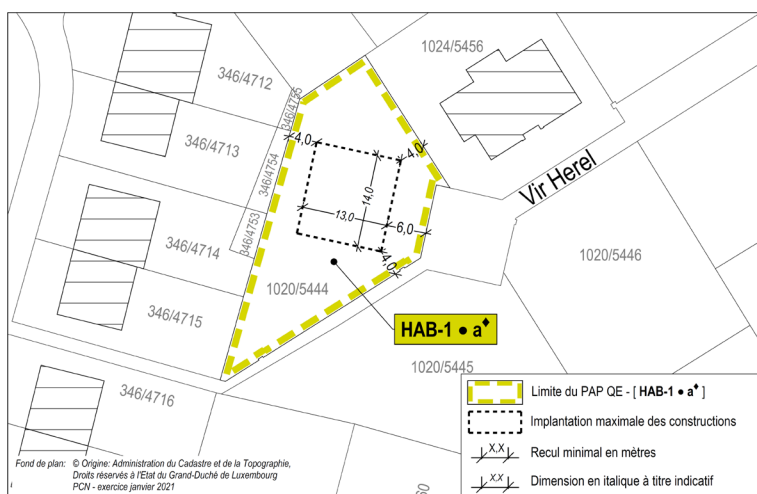 1024/5456
346/4712
346/4755
346/4713
4,0
4,0
346/4754
14,0
Vir Herel
13,0
6,0
346/4753
346/4714
4,0
1020/5446
1020/5444
346/4715
HAB-1 • a♦
1020/5445
346/4716
Limite du PAP QE - [ HAB-1 • a♦ ]
Implantation maximale des constructions
X,X Recul minimal en mètres
X,X Dimension en italique à titre indicatif
Fond de plan: © Origine: Administration du Cadastre et de la Topographie,
Droits réservés à l'Etat du Grand-Duché de Luxembourg
PCN - exercice janvier 2021